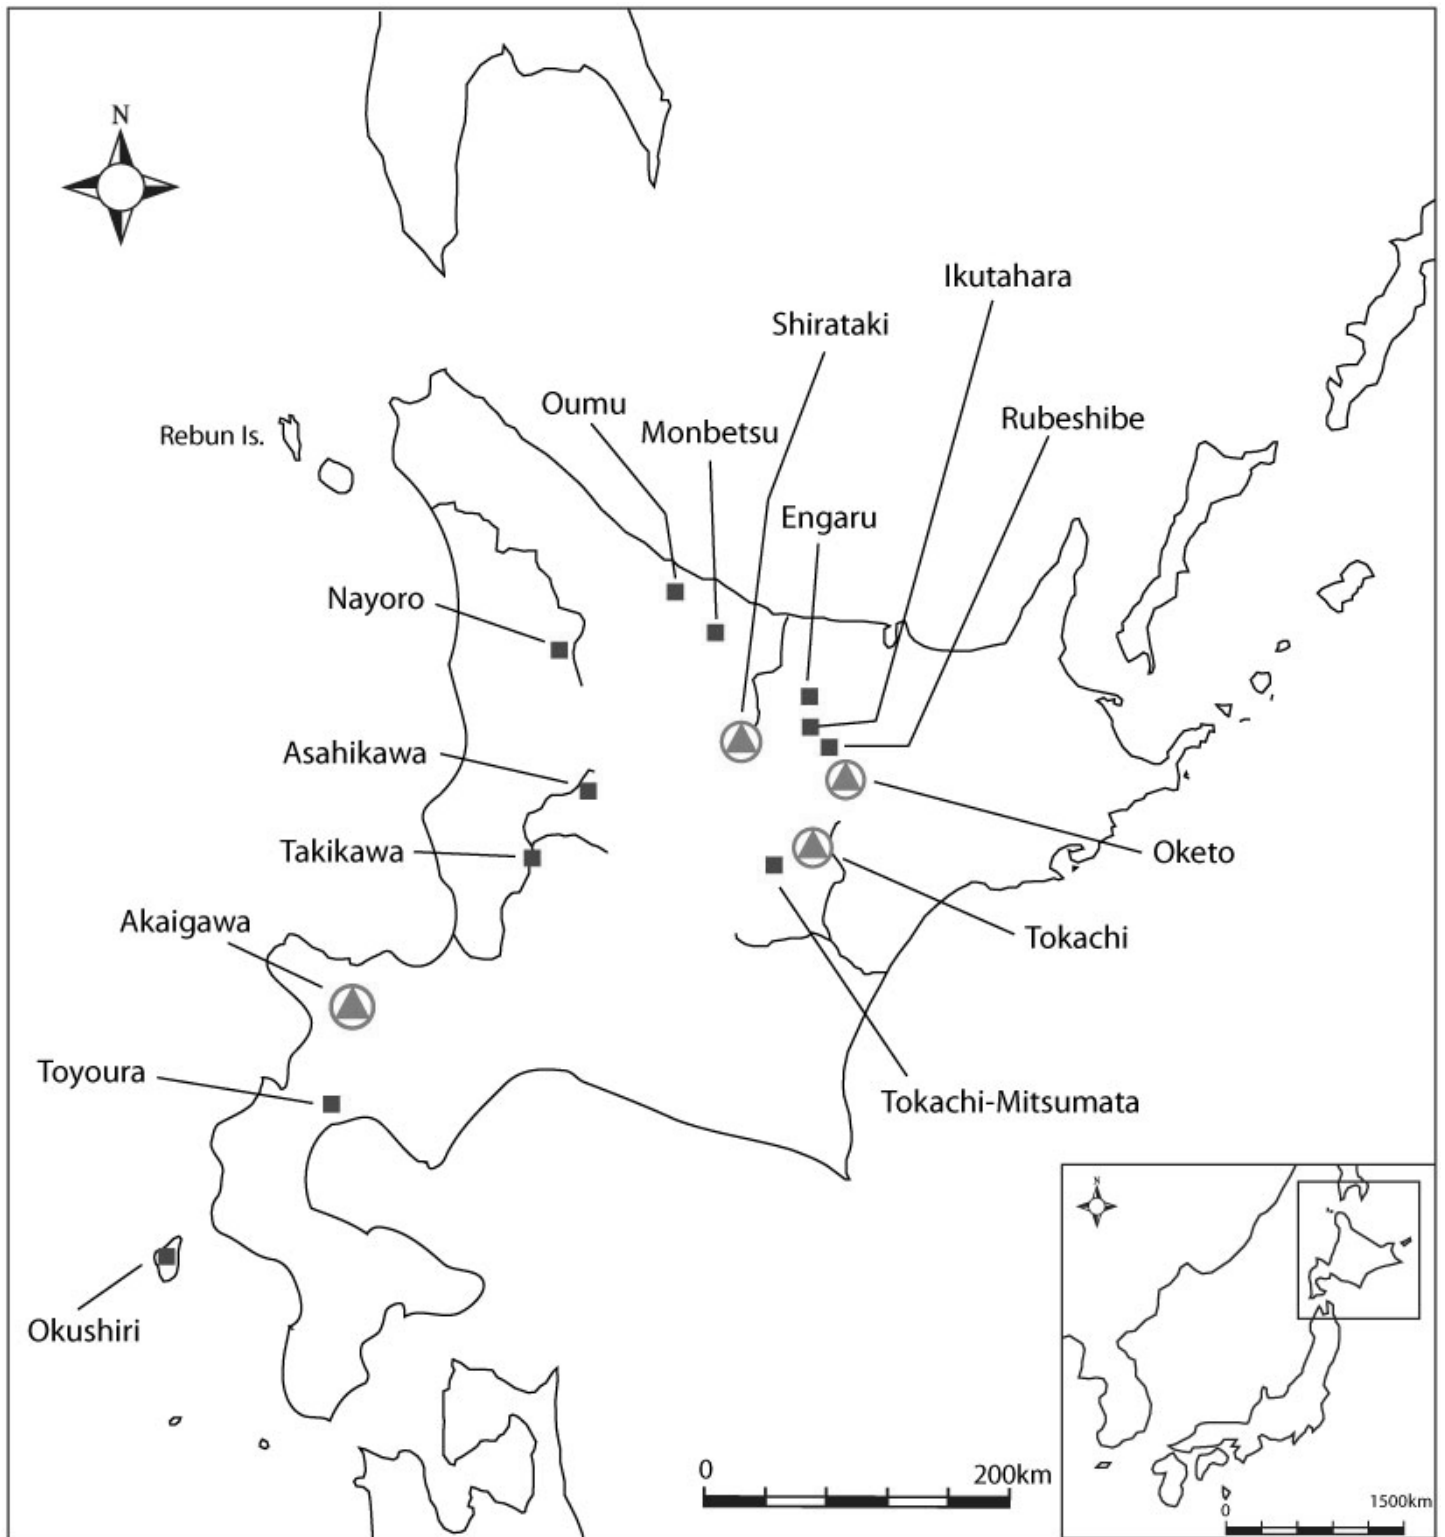 N
Ikutahara
Shirataki
Oumu
Monbetsu
Rubeshibe
Rebun Is.
Engaru
Nayoro
Asahikawa
Takikawa
Oketo
Akaigawa
Tokachi
Toyoura
Tokachi-Mitsumata
N
Okushiri
0
200km
0
1500km